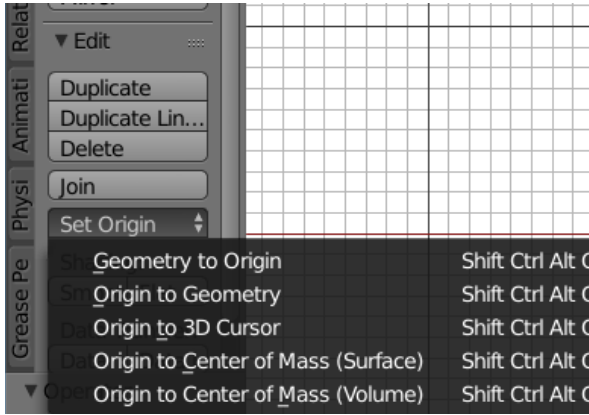 Relat
Edit
Animati
Duplicate
Duplicate Lin...
Delete
Physi
Join
Set Origin
Grease Pe
Geometry to Origin Shift Ctrl Alt
Origin to Geometry Shift Ctrl Alt
Origin to 3D Cursor Shift Ctrl Alt
Origin to Center of Mass (Surface) Shift Ctrl Alt
Origin to Center of Mass (Volume) Shift Ctrl Alt